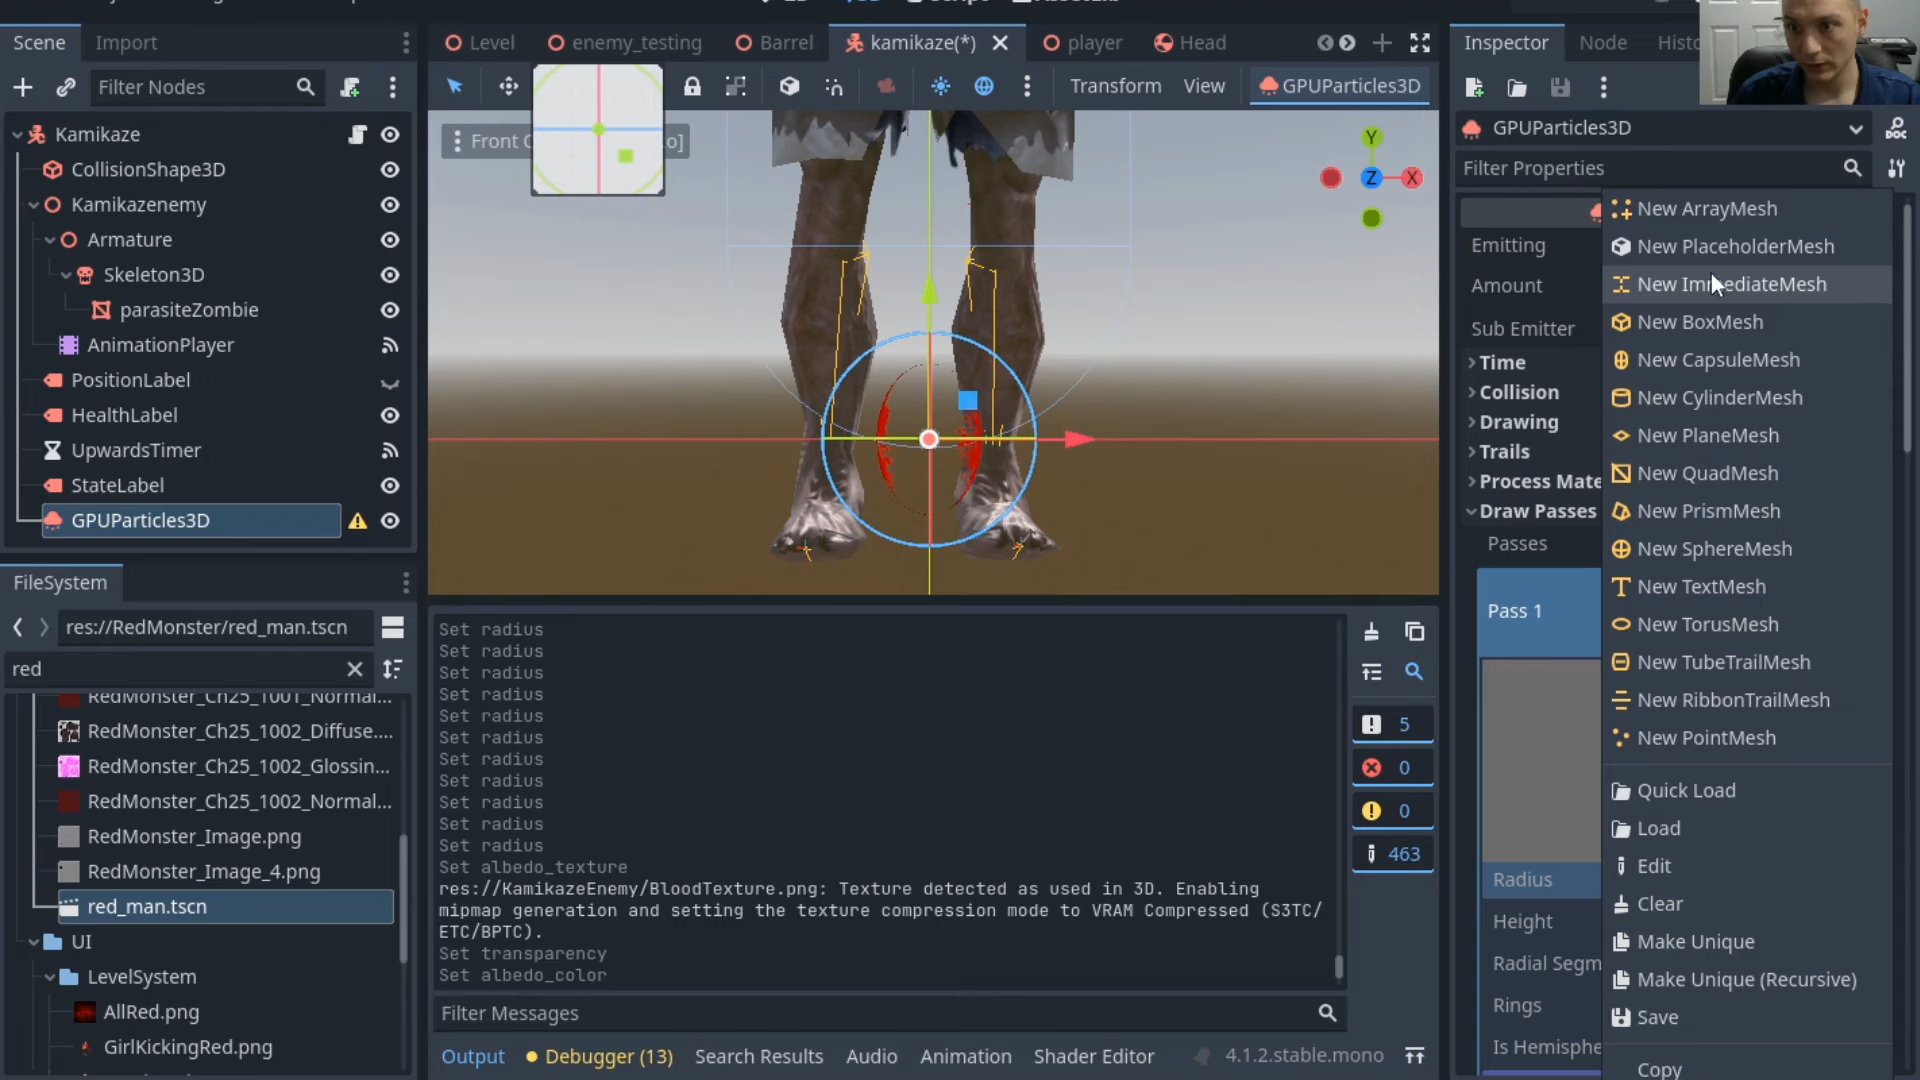 Scene
Import
Level
enemy_testing
Barrel
kamikaze(*)
player
Head
Inspector
Node
Filter Nodes
Transform
View
GPUParticles3D
GPUParticles3D
Kamikaze
Front
Filter Properties
CollisionShape3D
Kamikazenemy
Armature
Skeleton3D
parasiteZombie
AnimationPlayer
PositionLabel
HealthLabel
UpwardsTimer
StateLabel
GPUParticles3D
Y
Z
X
Emitting
Amount
Sub Emitter
Time
Collision
Drawing
Trails
Process Mate
Draw Passes
Passes
Pass 1
Radius
Height
Radial Segm
Rings
Is Hemisphe
New ArrayMesh
New PlaceholderMesh
New ImmediateMesh
New BoxMesh
New CapsuleMesh
New CylinderMesh
New PlaneMesh
New QuadMesh
New PrismMesh
New SphereMesh
New TextMesh
New TorusMesh
New TubeTrailMesh
New RibbonTrailMesh
New PointMesh
Quick Load
Load
Edit
Clear
Make Unique
Make Unique (Recursive)
Save
Copy
FileSystem
res://RedMonster/red_man.tscn
red
RedMonster_Ch25_1001_Normal...
RedMonster_Ch25_1002_Diffuse....
RedMonster_Ch25_1002_Glossin...
RedMonster_Ch25_1002_Normal...
RedMonster_Image.png
RedMonster_Image_4.png
red_man.tscn
UI
LevelSystem
AllRed.png
GirlKickingRed.png
Set radius
Set radius
Set radius
Set radius
Set radius
Set radius
Set radius
Set radius
Set radius
Set radius
Set radius
Set albedo_texture
res://KamikazeEnemy/BloodTexture.png: Texture detected as used in 3D. Enabling
mipmap generation and setting the texture compression mode to VRAM Compressed (S3TC/
ETC/BPTC).
Set transparency
Set albedo_color
5
0
0
463
Filter Messages
Output
Debugger (13)
Search Results
Audio
Animation
Shader Editor
4.1.2.stable.mono